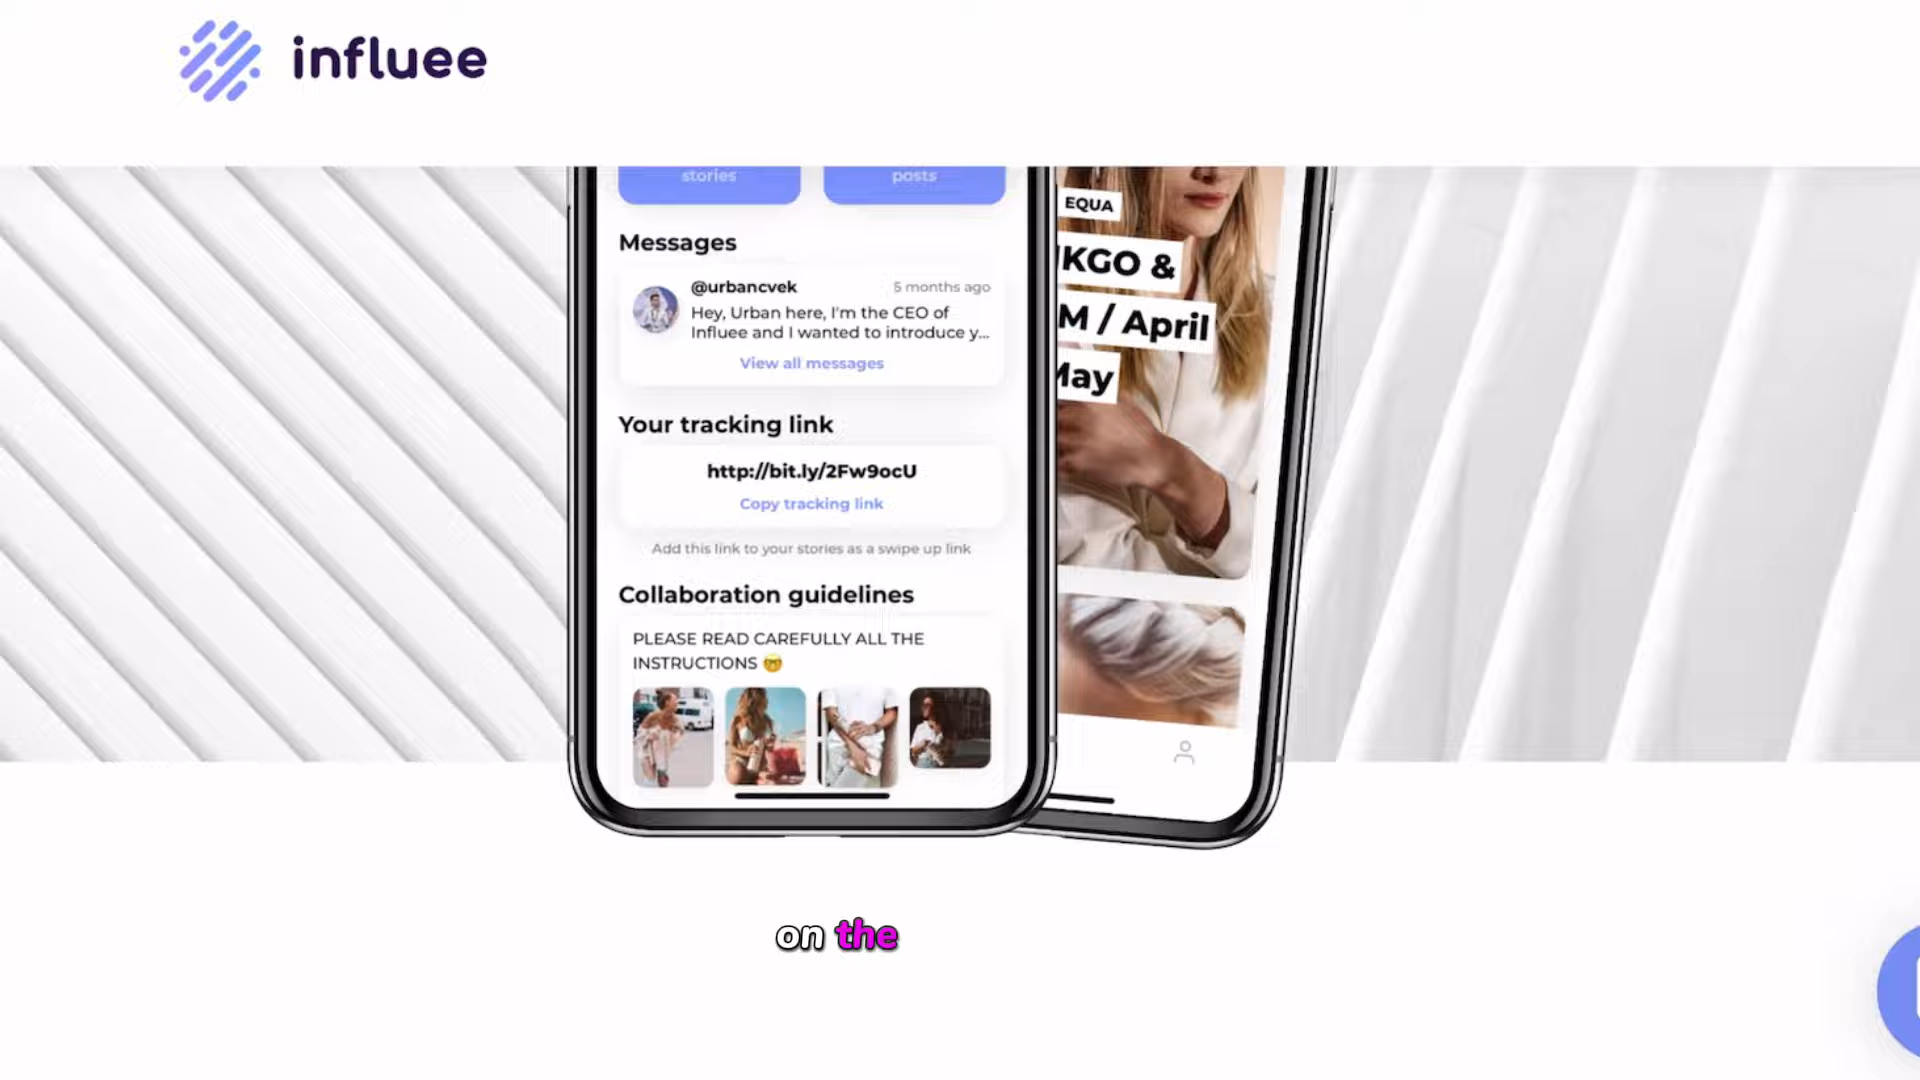 influee
stories
posts
Messages
@urbancvek
5 months ago
Hey, Urban here, I'm the CEO of
Influee and I wanted to introduce y...
View all messages
Your tracking link
http://bit.ly/2Fw9ocU
Copy tracking link
Add this link to your stories as a swipe up link
Collaboration guidelines
PLEASE READ CAREFULLY ALL THE
INSTRUCTIONS 🤓
EQUA
KGO &
M / April
May
on the